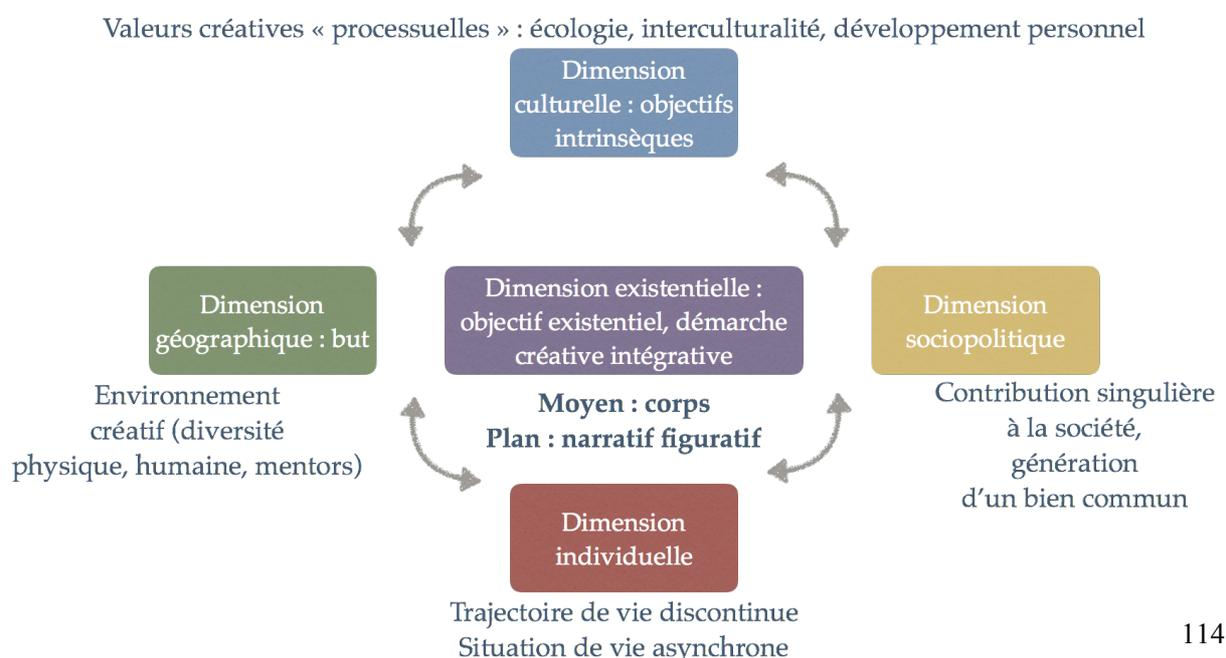 Valeurs créatives « processuelles » : écologie, interculturalité, développement personnel
Dimension
culturelle : objectifs
intrinsèques
Dimension
géographique : but
Environnement
créatif (diversité
physique, humaine, mentors)
Dimension existentielle :
objectif existentiel, démarche
créative intégrative
Moyen : corps
Plan : narratif figuratif
Dimension
sociopolitique
Contribution singulière
à la société,
génération
d'un bien commun
Dimension
individuelle
Trajectoire de vie discontinue
Situation de vie asynchrone
114